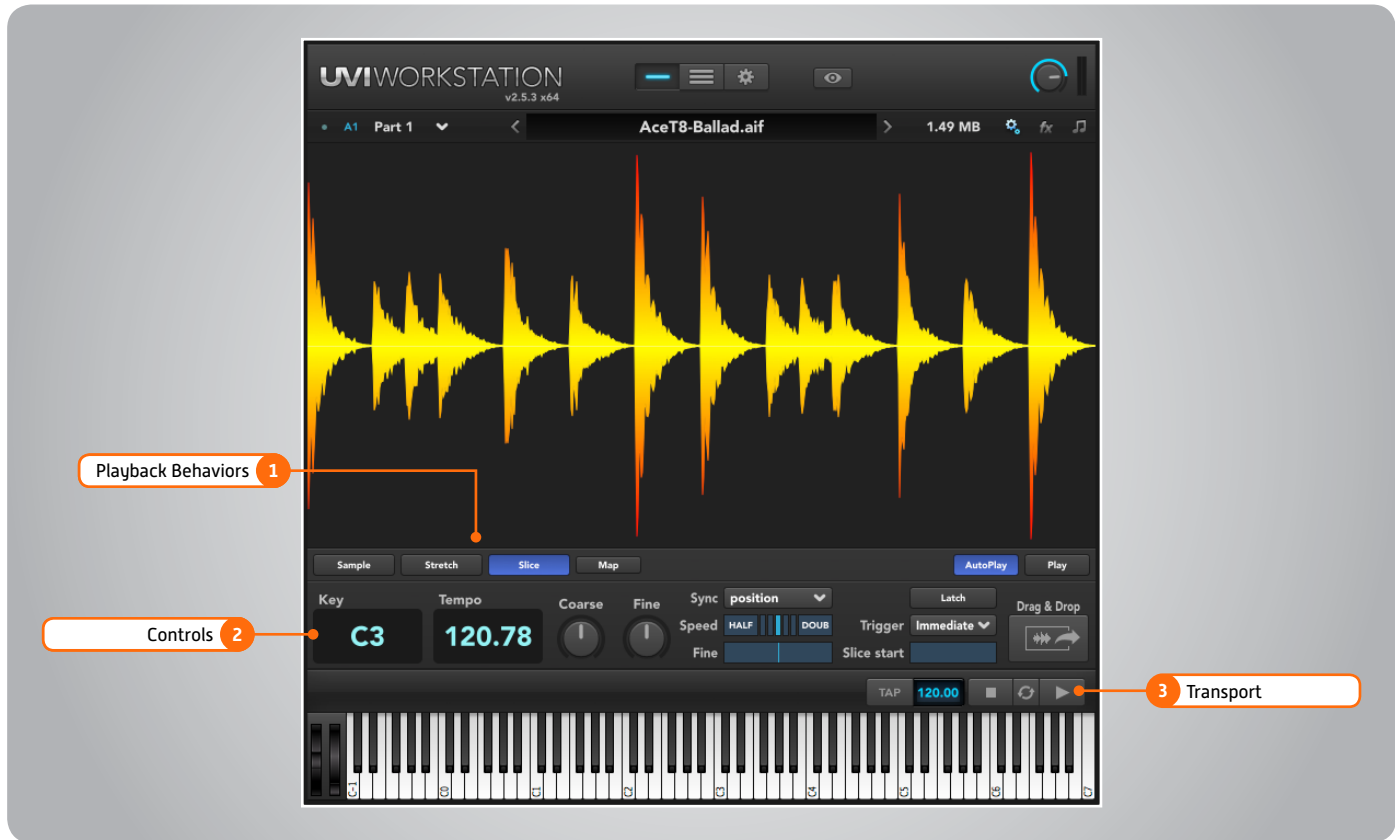 UVIWORKSTATION
v2.5.3 x64
A1 Part 1 AceT8-Ballad.aif 1.49 MB fx
Playback Behaviors 1
Sample Stretch Slice Map AutoPlay Play
Key Tempo Coarse Fine Sync position Latch Drag & Drop
C3 120.78 Speed HALF DOUB Trigger Immediate
Fine Slice start
Controls 2
TAP 120.00
3 Transport
C-1 C0 C1 C2 C3 C4 C5 C6 C7